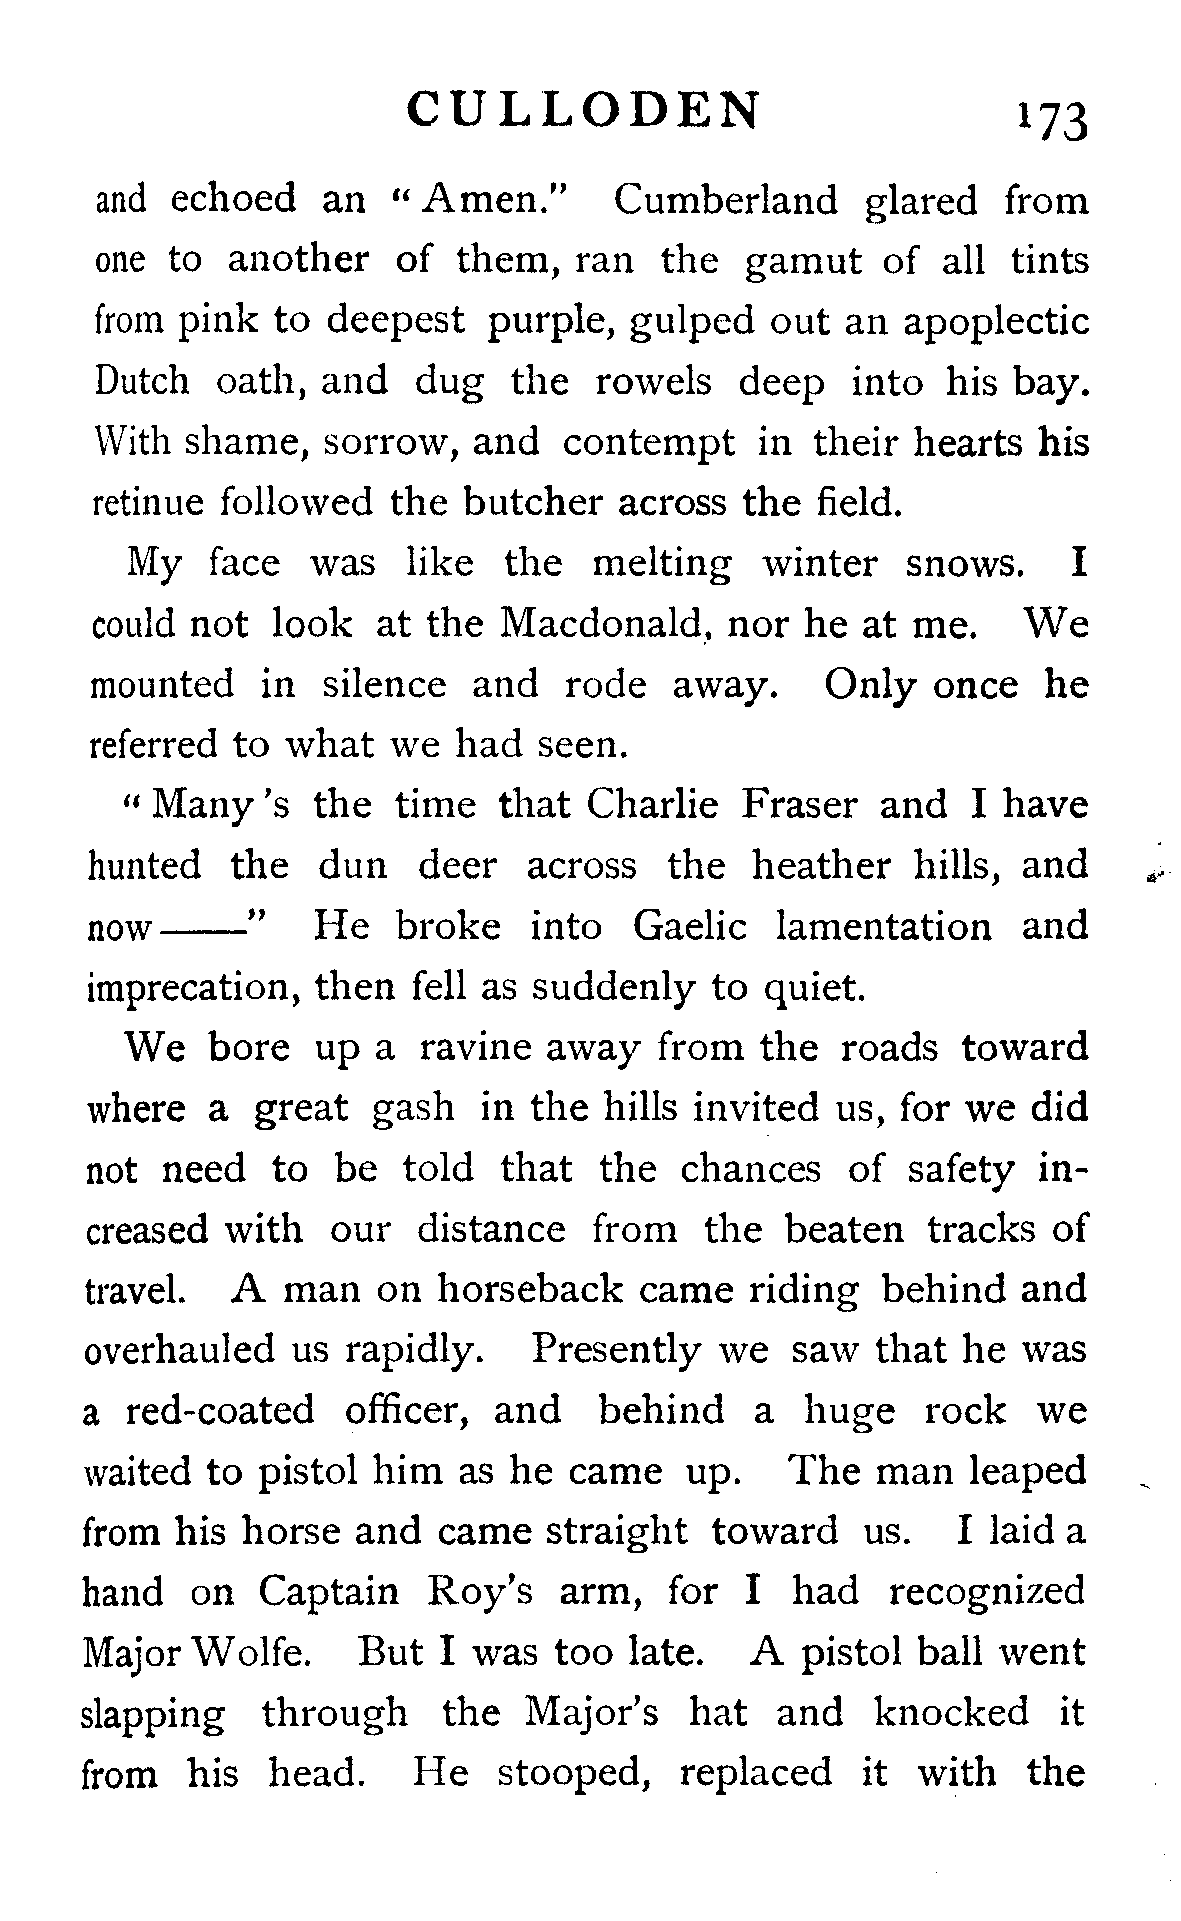 CULLODEN 173
and echoed an "Amen." Cumberland glared from
one to another of them, ran the gamut of all tints
from pink to deepest purple, gulped out an apoplectic
Dutch oath, and dug the rowels deep into his bay.
With shame, sorrow, and contempt in their hearts his
retinue followed the butcher across the field.
My face was like the melting winter snows. I
could not look at the Macdonald, nor he at me. We
mounted in silence and rode away. Only once he
referred to what we had seen.
"Many 's the time that Charlie Fraser and I have
hunted the dun deer across the heather hills, and
now——" He broke into Gaelic lamentation and
imprecation, then fell as suddenly to quiet.
We bore up a ravine away from the roads toward
where a great gash in the hills invited us, for we did
not need to be told that the chances of safety in-
creased with our distance from the beaten tracks of
travel. A man on horseback came riding behind and
overhauled us rapidly. Presently we saw that he was
a red-coated officer, and behind a huge rock we
waited to pistol him as he came up. The man leaped
from his horse and came straight toward us. I laid a
hand on Captain Roy's arm, for I had recognized
Major Wolfe. But I was too late. A pistol ball went
slapping through the Major's hat and knocked it
from his head. He stooped, replaced it with the